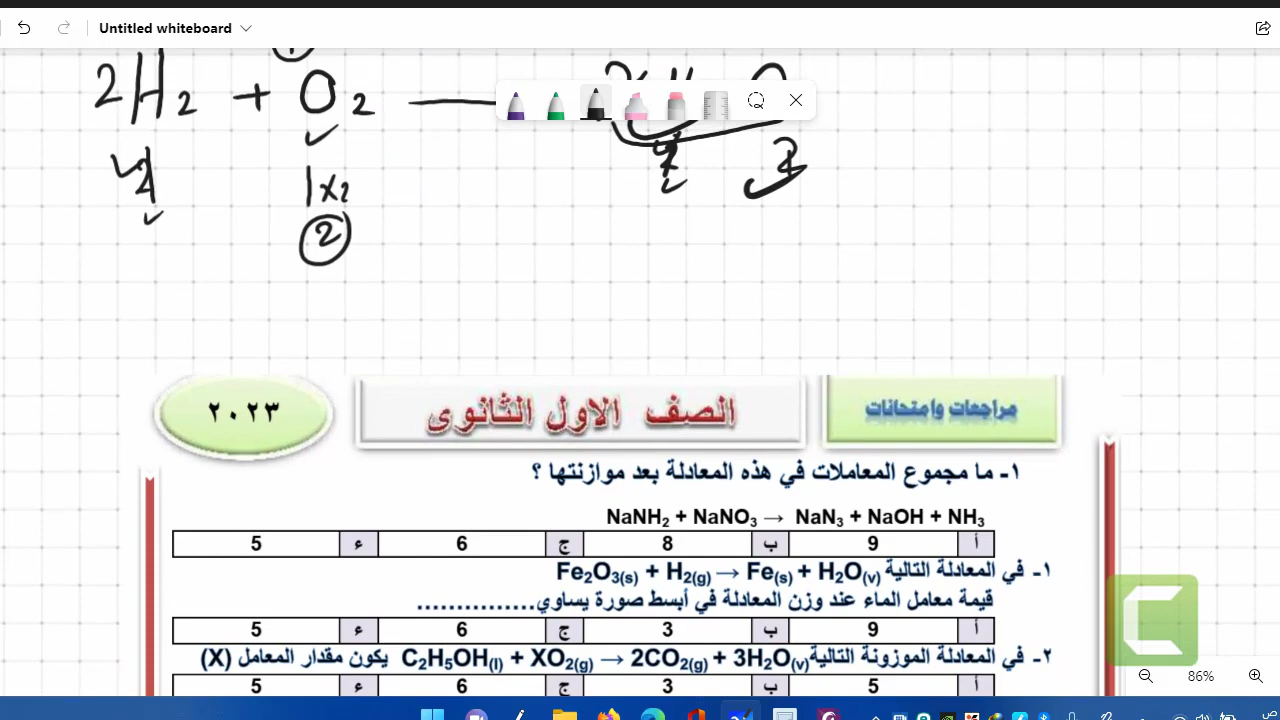 Untitled whiteboard
2H2 + O2
1x2
2
مراجعات وامتحانات
الصف الاول الثانوى
٢٠٢٣
١- ما مجموع المعاملات في هذه المعادلة بعد موازنتها ؟
NaNH2 + NaNO3 → NaN3 + NaOH + NH3
أ 9 ب 8 ج 6 ء 5
١- في المعادلة التالية Fe2O3(s) + H2(g) → Fe(s) + H2O(v)
قيمة معامل الماء عند وزن المعادلة في أبسط صورة يساوي...............
أ 9 ب 3 ج 6 ء 5
٢- في المعادلة الموزونة التالية C2H5OH(l) + XO2(g) → 2CO2(g) + 3H2O(v) يكون مقدار المعامل (X)
أ 5 ب 3 ج 6 ء 5
86%